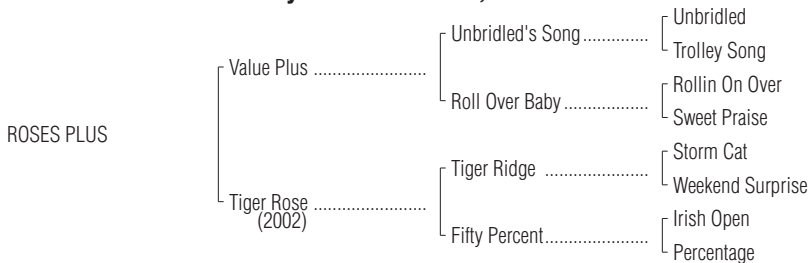 Unbridled
Unbridled's Song
Trolley Song
Value Plus
Rollin On Over
Roll Over Baby
Sweet Praise
ROSES PLUS
Storm Cat
Tiger Ridge
Weekend Surprise
Tiger Rose
(2002)
Irish Open
Fifty Percent
Percentage